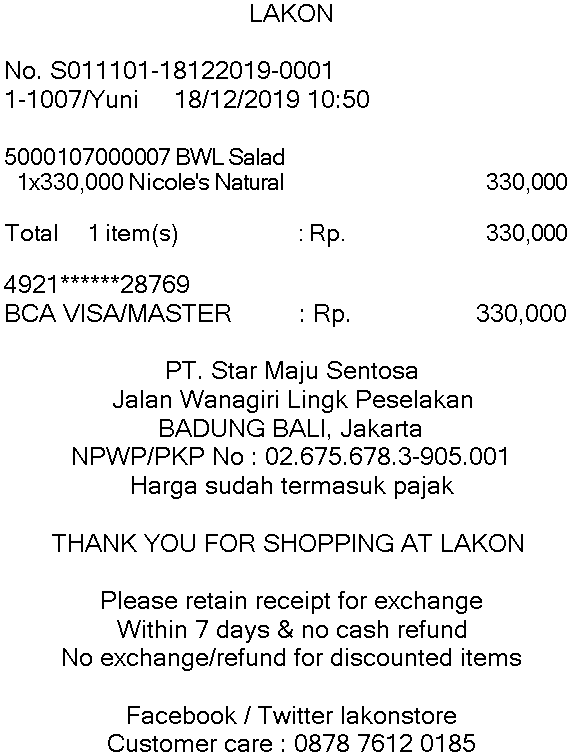 LAKON
No. S011101-18122019-0001
1-1007/Yuni 18/12/2019 10:50
5000107000007 BWL Salad
1x330,000 Nicole's Natural 330,000
Total 1 item(s) : Rp. 330,000
4921******28769
BCA VISA/MASTER : Rp. 330,000
PT. Star Maju Sentosa
Jalan Wanagiri Lingk Peselakan
BADUNG BALI, Jakarta
NPWP/PKP No : 02.675.678.3-905.001
Harga sudah termasuk pajak
THANK YOU FOR SHOPPING AT LAKON
Please retain receipt for exchange
Within 7 days & no cash refund
No exchange/refund for discounted items
Facebook / Twitter lakonstore
Customer care : 0878 7612 0185